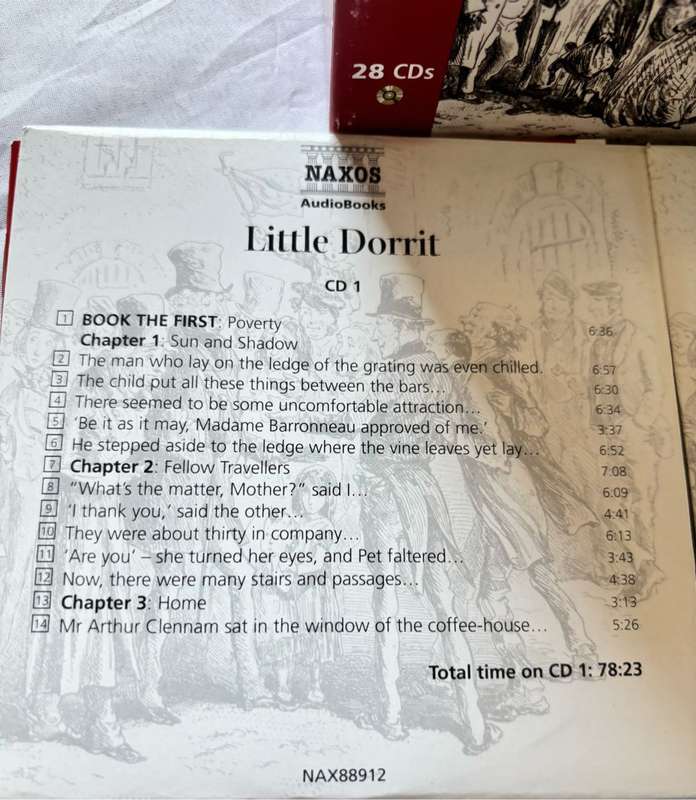 28 CDs
NAXOS
AudioBooks
Little Dorrit
CD 1
1 BOOK THE FIRST: Poverty 6:36
Chapter 1: Sun and Shadow
2 The man who lay on the ledge of the grating was even chilled. 6:57
3 The child put all these things between the bars… 6:30
4 There seemed to be some uncomfortable attraction… 6:34
5 ‘Be it as it may, Madame Barronneau approved of me.’ 3:37
6 He stepped aside to the ledge where the vine leaves yet lay… 6:52
7 Chapter 2: Fellow Travellers 7:08
8 “What’s the matter, Mother?” said I… 6:09
9 ‘I thank you,’ said the other… 4:41
10 They were about thirty in company… 6:13
11 ‘Are you’ – she turned her eyes, and Pet faltered… 3:43
12 Now, there were many stairs and passages… 4:38
13 Chapter 3: Home 3:13
14 Mr Arthur Clennam sat in the window of the coffee-house… 5:26
Total time on CD 1: 78:23
NAX88912